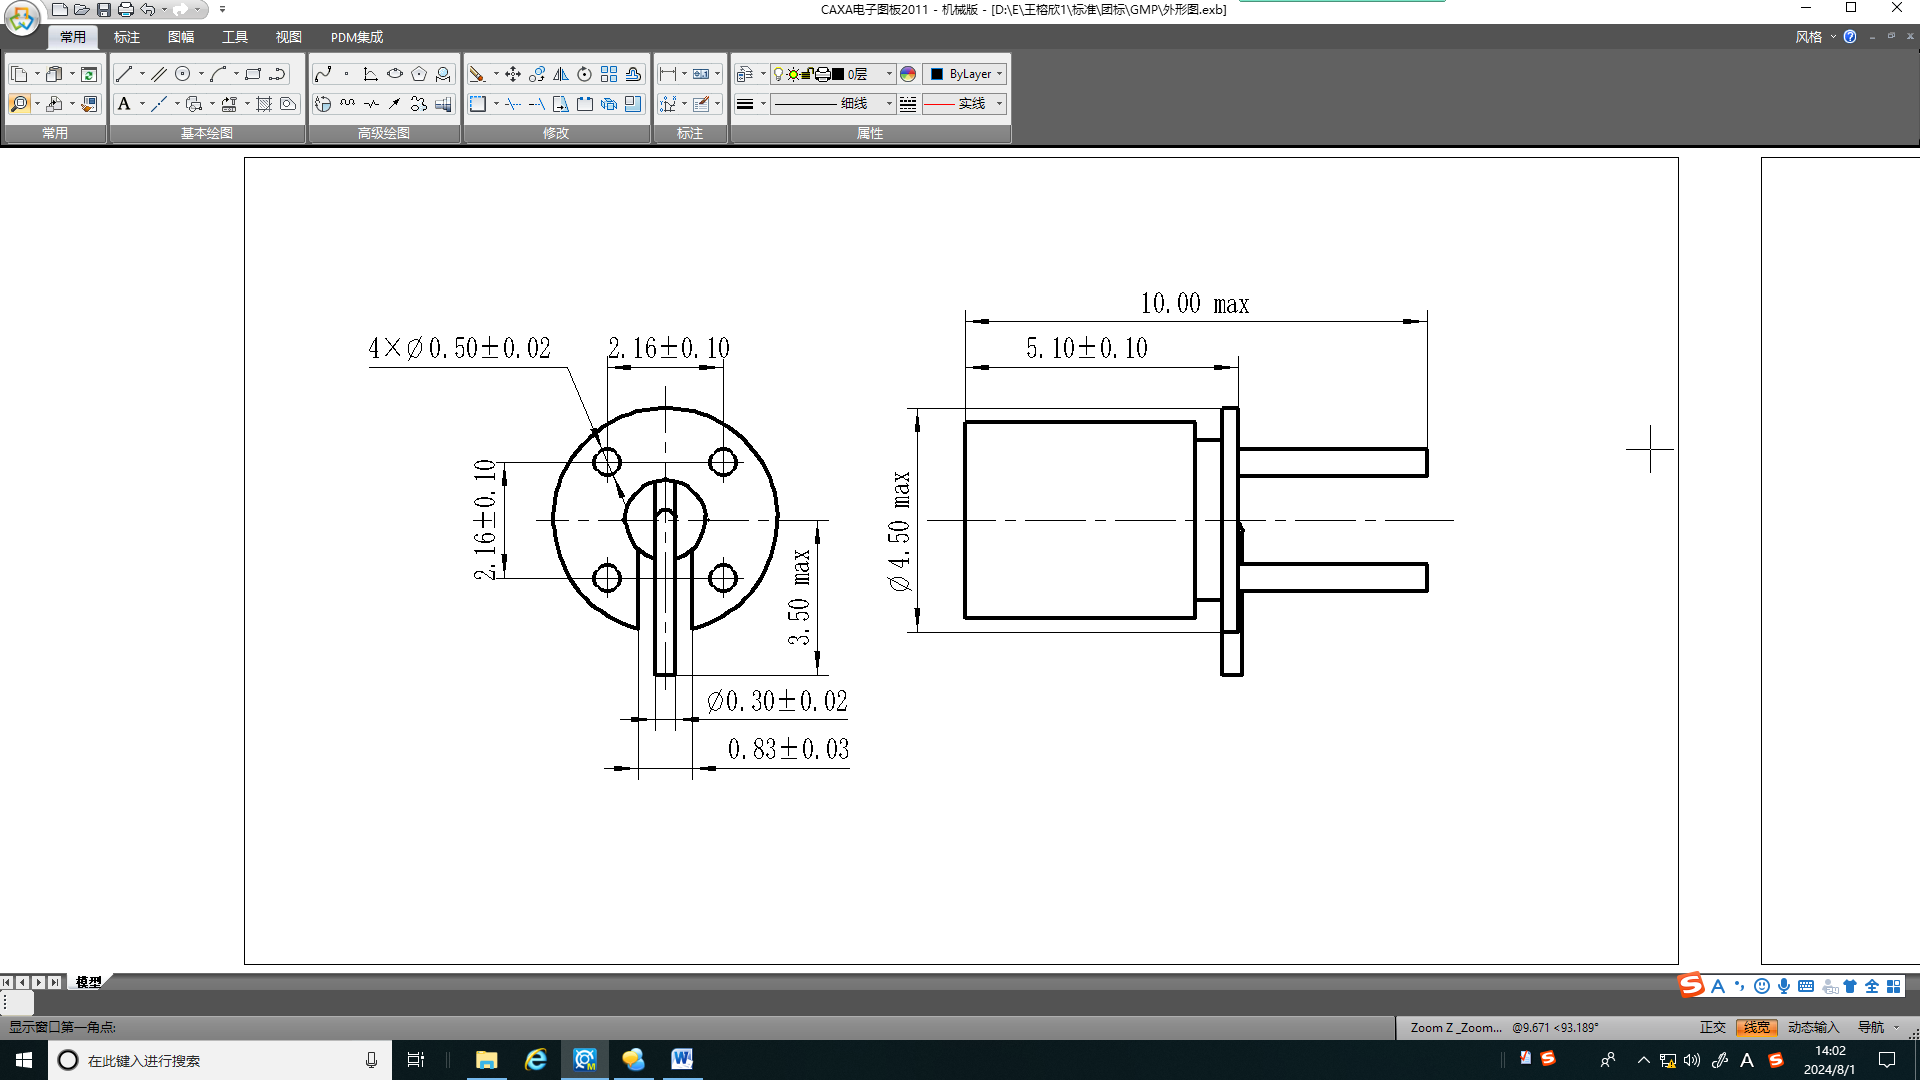 CAXA电子图板2011 - 机械版 - [D:\E\王榕欣1\标准\团标\GMP\外形图.exb]
常用 标注 图幅 工具 视图 PDM集成 风格
0层 ByLayer
A 细线 实线
常用 基本绘图 高级绘图 修改 标注 属性
10.00 max
4×∅0.50±0.02 2.16±0.10 5.10±0.10
2.16±0.10
∅4.50 max
3.50 max
∅0.30±0.02
0.83±0.03
模型
显示窗口第一角点:
Zoom Z _Zoom... @9.671 <93.189° 正交 线宽 动态输入 导航
在此键入进行搜索
14:02
2024/8/1